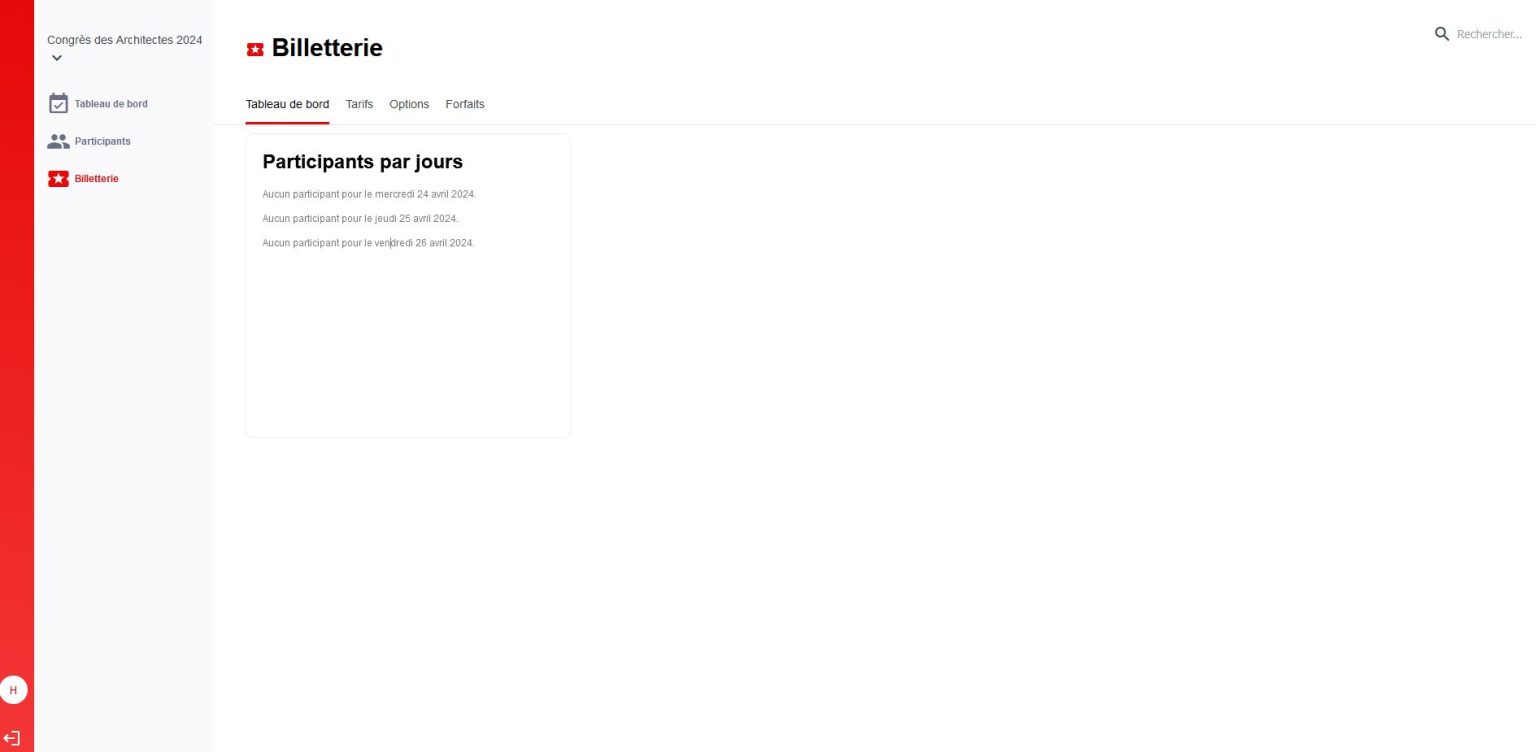 Congrès des Architectes 2024
Tableau de bord
Participants
Billetterie
H
Billetterie
Rechercher...
Tableau de bord
Tarifs
Options
Forfaits
Participants par jours
Aucun participant pour le mercredi 24 avril 2024.
Aucun participant pour le jeudi 25 avril 2024.
Aucun participant pour le vendredi 26 avril 2024.